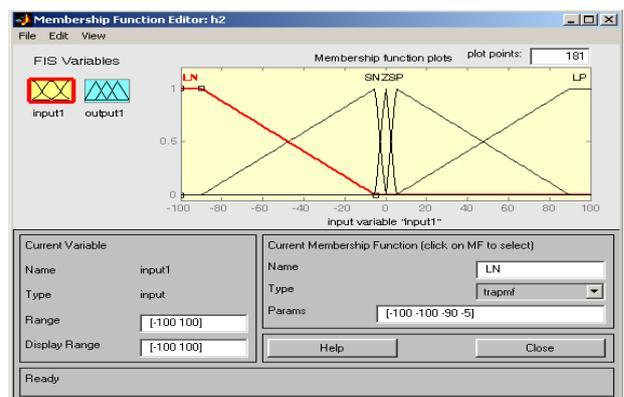 Membership Function Editor: h2
File Edit View
FIS Variables
input1 output1
Membership function plots plot points: 181
LN SN Z SP LP
1
0.5
0
-100 -80 -60 -40 -20 0 20 40 60 80 100
input variable "input1"
Current Variable
Name input1
Type input
Range [-100 100]
Display Range [-100 100]
Current Membership Function (click on MF to select)
Name LN
Type trapmf
Params [-100 -100 -90 -5]
Help Close
Ready